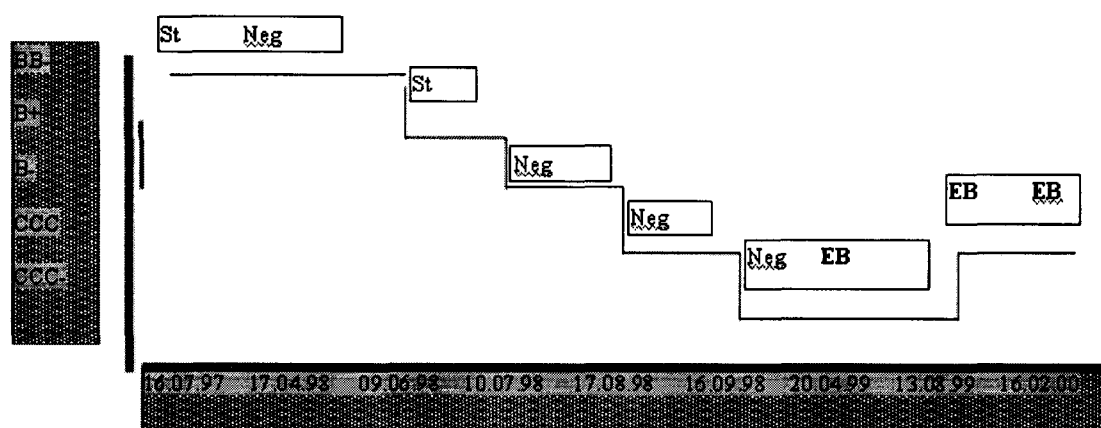 St Neg
BB-
St
B+
Neg
B-
EB EB
Neg
CCC
Neg EB
CCC-
16.07.97 17.04.98 09.06.98 10.07.98 17.08 98 16.09.98 20.04.99 13.08.99 16.02.00